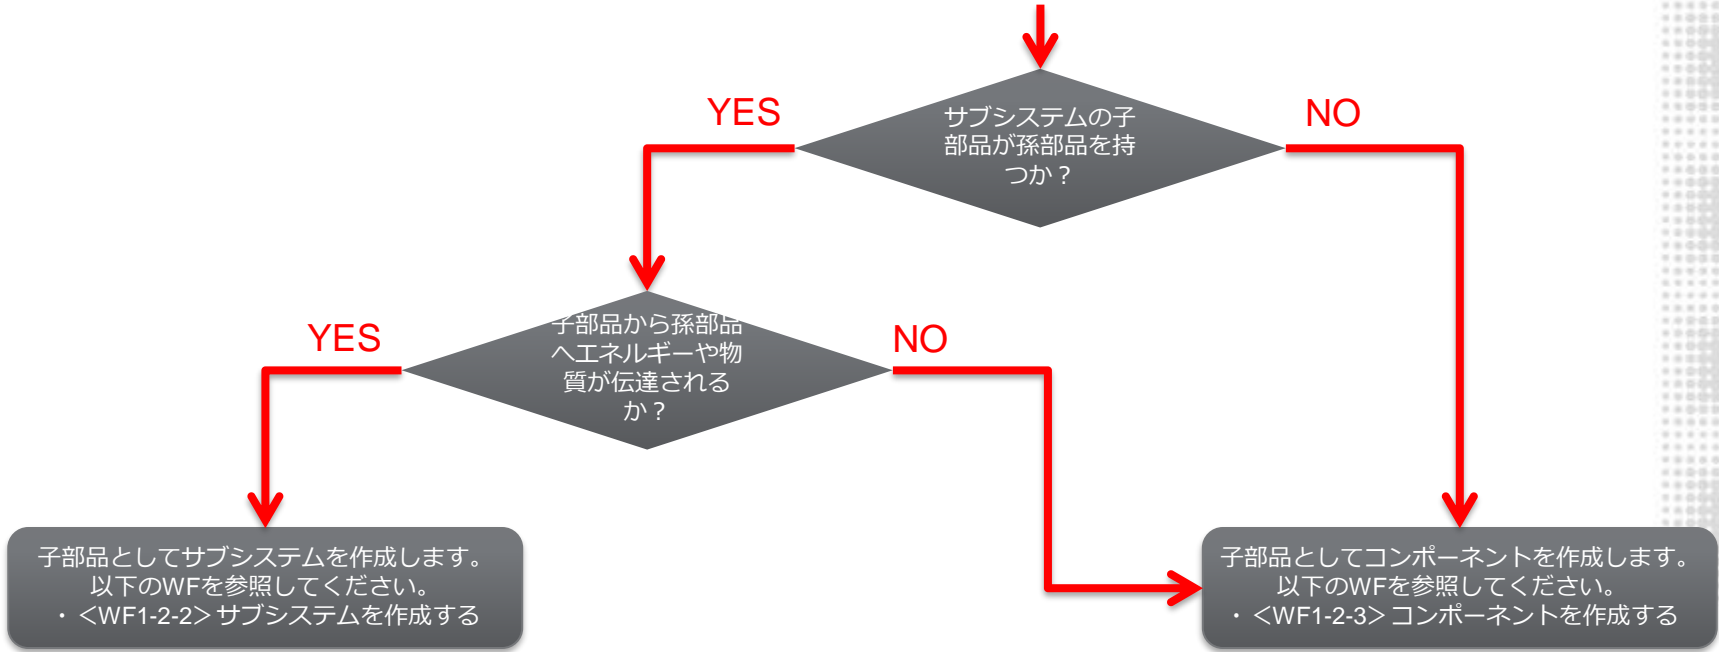 サブシステムの子
部品が孫部品を持
つか？
YES
NO
子部品から孫部品
へエネルギーや物
質が伝達される
か？
YES
NO
子部品としてサブシステムを作成します。
以下のWFを参照してください。
・＜WF1-2-2＞サブシステムを作成する
子部品としてコンポーネントを作成します。
以下のWFを参照してください。
・＜WF1-2-3＞コンポーネントを作成する